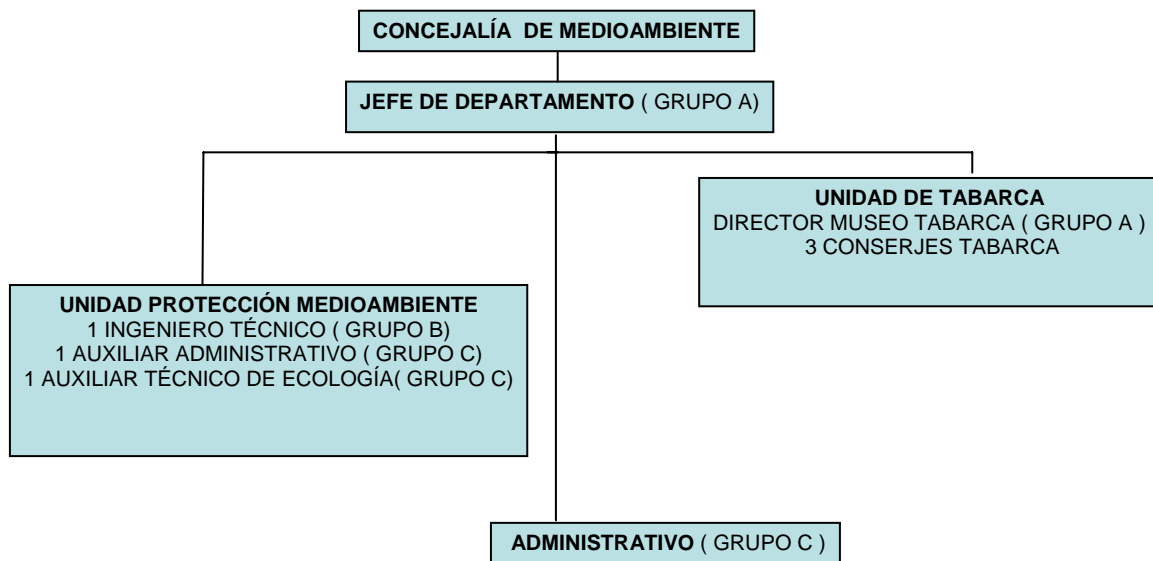 CONCEJALÍA DE MEDIOAMBIENTE
JEFE DE DEPARTAMENTO ( GRUPO A)
UNIDAD DE TABARCA
DIRECTOR MUSEO TABARCA ( GRUPO A )
3 CONSERJES TABARCA
UNIDAD PROTECCIÓN MEDIOAMBIENTE
1 INGENIERO TÉCNICO ( GRUPO B)
1 AUXILIAR ADMINISTRATIVO ( GRUPO C)
1 AUXILIAR TÉCNICO DE ECOLOGÍA( GRUPO C)
ADMINISTRATIVO ( GRUPO C )